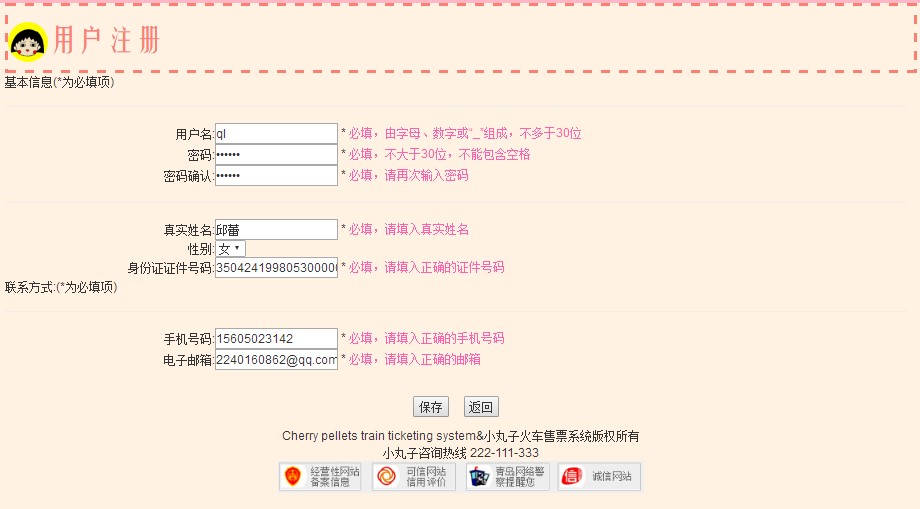 用户注册
基本信息(*为必填项)
用户名:ql * 必填，由字母、数字或“_”组成，不多于30位
密码:•••••• * 必填，不大于30位，不能包含空格
密码确认:•••••• * 必填，请再次输入密码
真实姓名:邱蕾 * 必填，请填入真实姓名
性别:女
身份证证件号码:35042419980530000 * 必填，请填入正确的证件号码
联系方式:(*为必填项)
手机号码:15605023142 * 必填，请填入正确的手机号码
电子邮箱:2240160862@qq.com * 必填，请填入正确的邮箱
保存 返回
Cherry pellets train ticketing system&小丸子火车售票系统版权所有
小丸子咨询热线 222-111-333
经营性网站 可信网站 青岛网络警 诚信网站
备案信息 信用评价 察提醒您